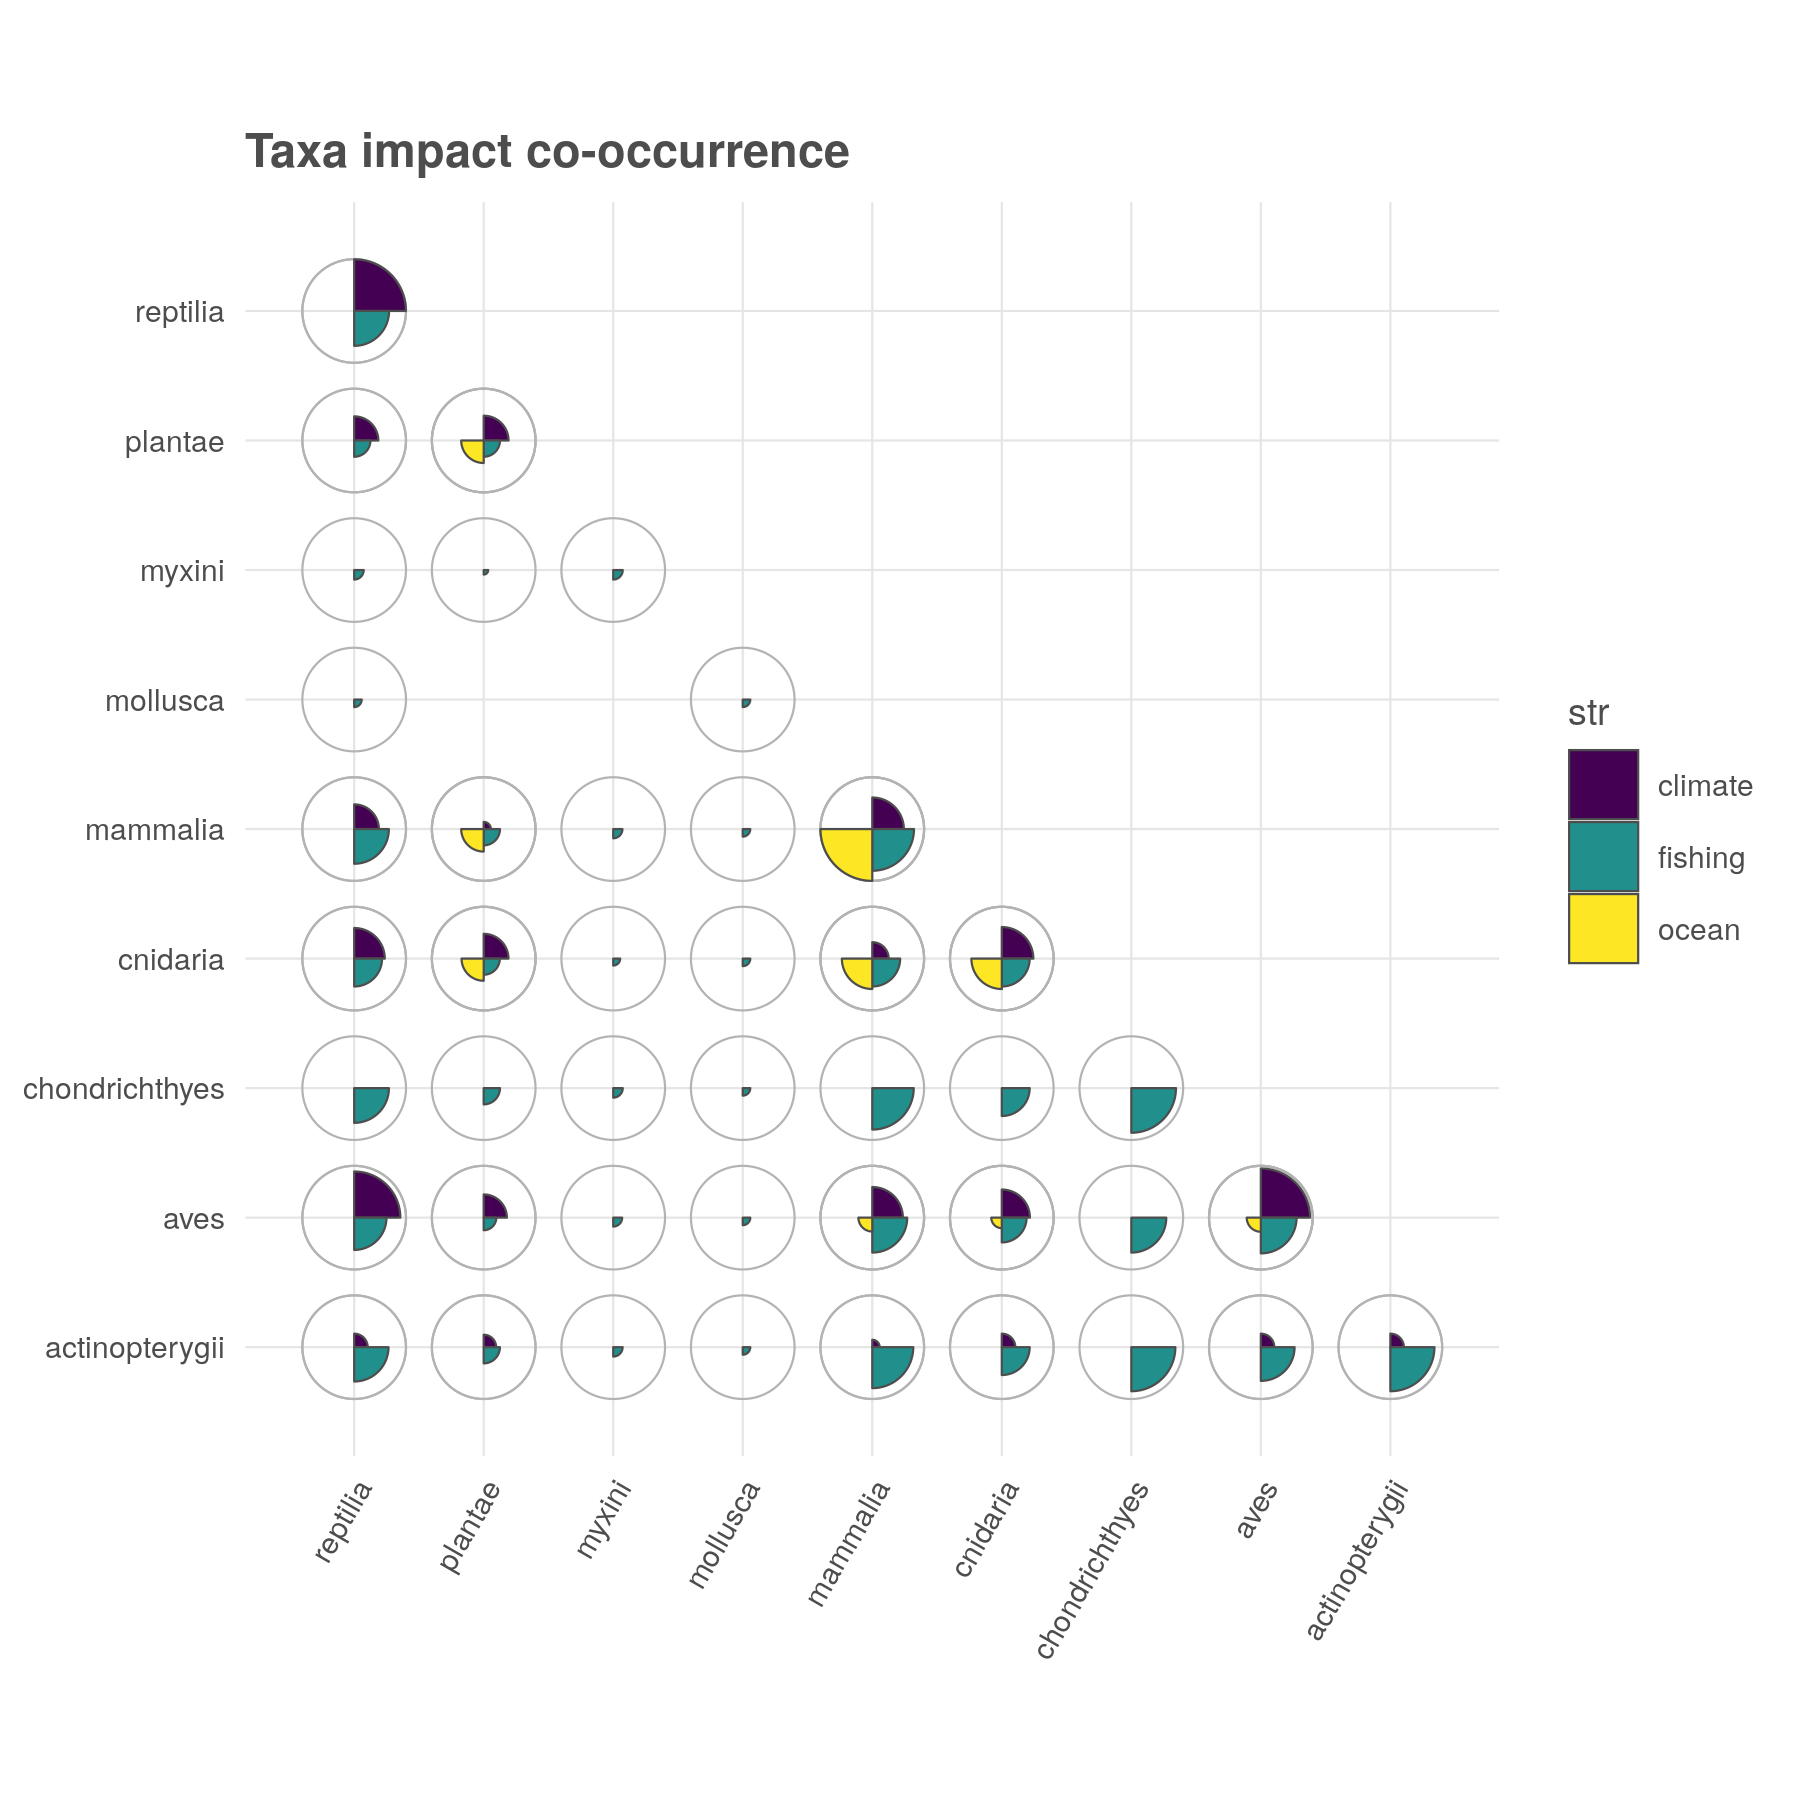 Taxa impact co-occurrence
reptilia
plantae
myxini
mollusca
mammalia
cnidaria
chondrichthyes
aves
actinopterygii
reptilia
plantae
myxini
mollusca
mammalia
cnidaria
chondrichthyes
aves
actinopterygii
str
climate
fishing
ocean